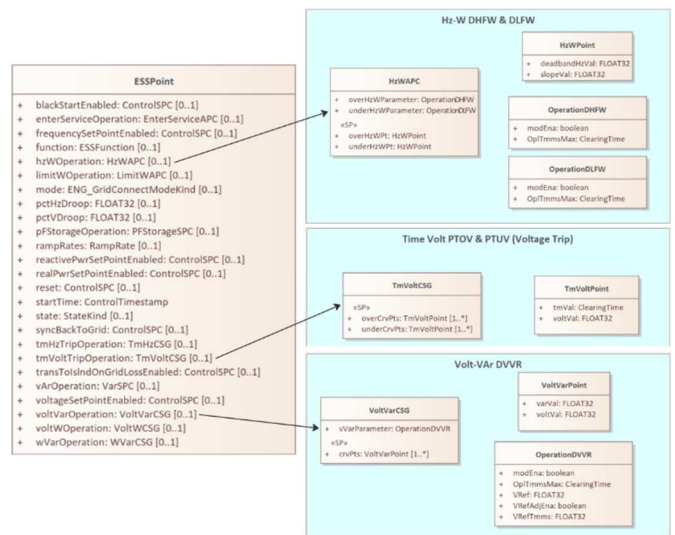 ESSPoint
+ blackStartEnabled: ControlSPC [0..1]
+ enterServiceOperation: EnterServiceAPC [0..1]
+ frequencySetPointEnabled: ControlSPC [0..1]
+ function: ESSFunction [0..1]
+ hzWOperation: HzWAPC [0..1]
+ limitWOperation: LimitWAPC [0..1]
+ mode: ENG_GridConnectModeKind [0..1]
+ pctHzDroop: FLOAT32 [0..1]
+ pctVDroop: FLOAT32 [0..1]
+ pFStorageOperation: PFStorageSPC [0..1]
+ rampRates: RampRate [0..1]
+ reactivePwrSetPointEnabled: ControlSPC [0..1]
+ realPwrSetPointEnabled: ControlSPC [0..1]
+ reset: ControlSPC [0..1]
+ startTime: ControlTimestamp
+ state: StateKind [0..1]
+ syncBackToGrid: ControlSPC [0..1]
+ tmHzTripOperation: TmHzCSG [0..1]
+ tmVoltTripOperation: TmVoltCSG [0..1]
+ transToIslndOnGridLossEnabled: ControlSPC [0..1]
+ vArOperation: VarSPC [0..1]
+ voltageSetPointEnabled: ControlSPC [0..1]
+ voltVarOperation: VoltVarCSG [0..1]
+ voltWOperation: VoltWCSG [0..1]
+ wVarOperation: WVarCSG [0..1]
Hz-W DHFW & DLFW
HzWAPC
+ overHzWParameter: OperationDHFW
+ underHzWParameter: OperationDLFW
«SP»
+ overHzWPt: HzWPoint
+ underHzWPt: HzWPoint
HzWPoint
+ deadbandHzVal: FLOAT32
+ slopeVal: FLOAT32
OperationDHFW
+ modEna: boolean
+ OplTmmsMax: ClearingTime
OperationDLFW
+ modEna: boolean
+ OplTmmsMax: ClearingTime
Time Volt PTOV & PTUV (Voltage Trip)
TmVoltCSG
«SP»
+ overCrvPts: TmVoltPoint [1..*]
+ underCrvPts: TmVoltPoint [1..*]
TmVoltPoint
+ tmVal: ClearingTime
+ voltVal: FLOAT32
Volt-VAr DVVR
VoltVarCSG
+ vVarParameter: OperationDVVR
«SP»
+ crvPts: VoltVarPoint [1..*]
VoltVarPoint
+ varVal: FLOAT32
+ voltVal: FLOAT32
OperationDVVR
+ modEna: boolean
+ OplTmmsMax: ClearingTime
+ VRef: FLOAT32
+ VRefAdjEna: boolean
+ VRefTmms: FLOAT32